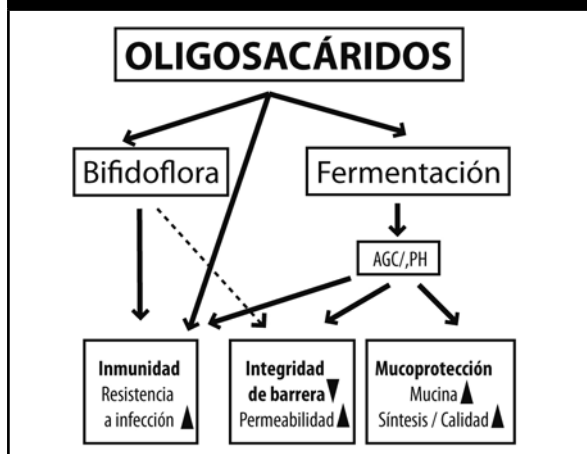 OLIGOSACÁRIDOS
Bifidoflora
Fermentación
AGC/,PH
Inmunidad
Resistencia
a infección ▲
Integridad
de barrera▼
Permeabilidad▲
Mucoprotección
Mucina▲
Síntesis / Calidad▲